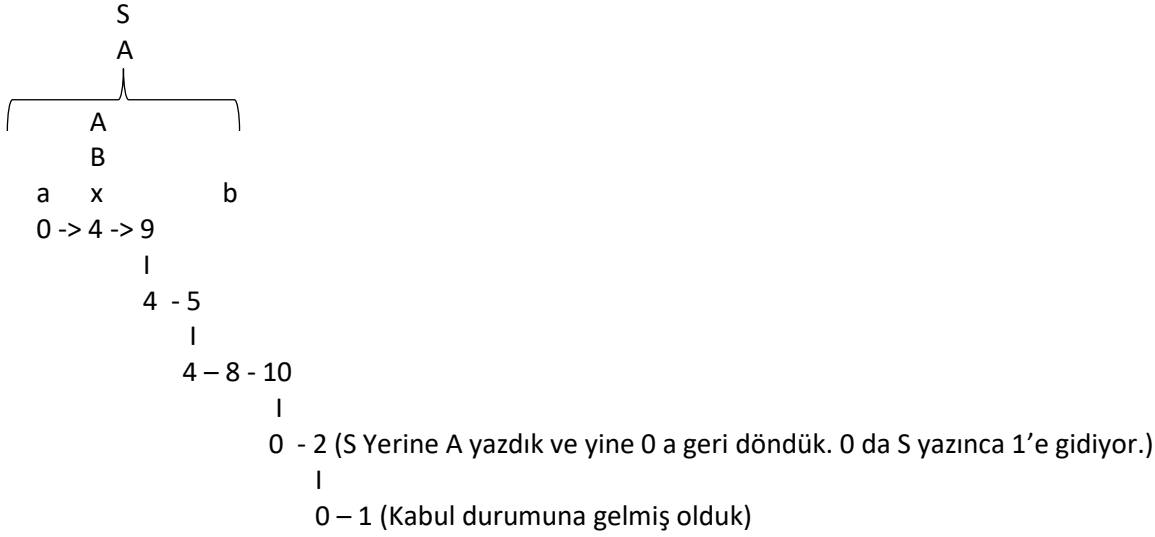 S
A
A
B
a x b
0 -> 4 -> 9
I
4 - 5
I
4 – 8 - 10
I
0 - 2 (S Yerine A yazdık ve yine 0 a geri döndük. 0 da S yazınca 1’e gidiyor.)
I
0 – 1 (Kabul durumuna gelmiş olduk)